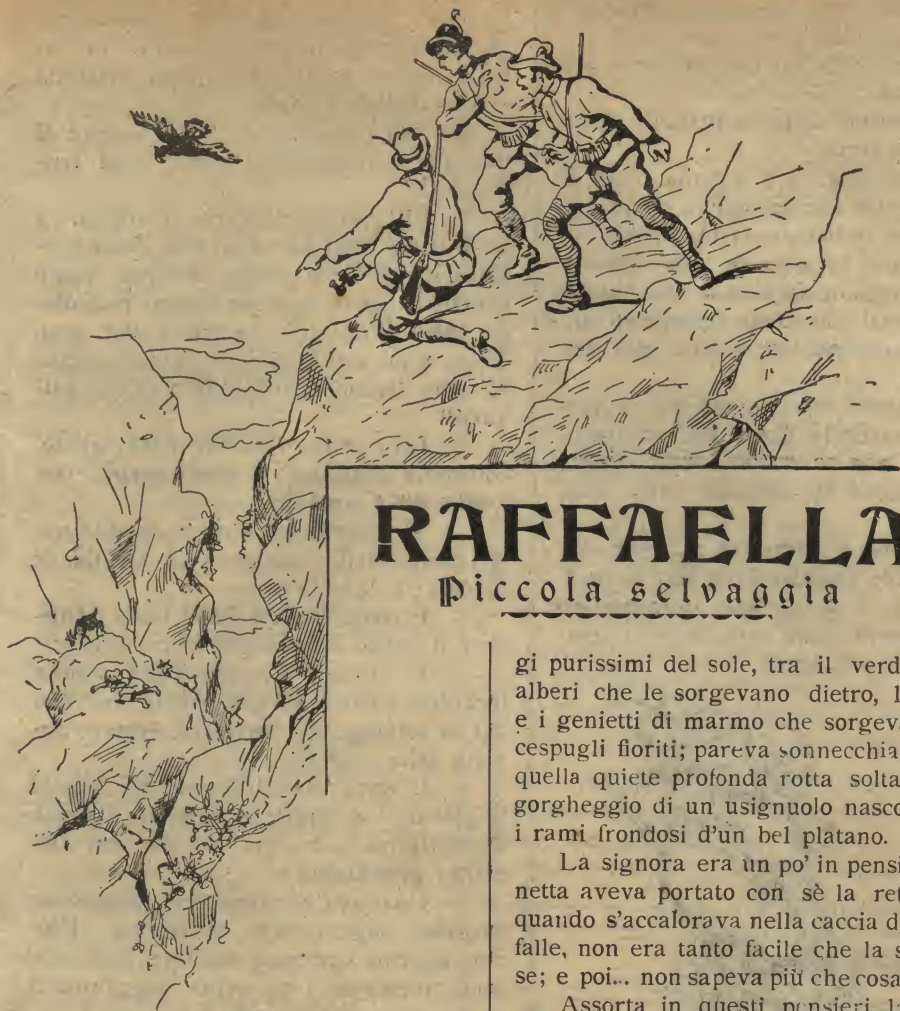 RAFFAELLA
Piccola selvaggia
gi purissimi del sole, tra il verd
alberi che le sorgevano dietro, l
e i genietti di marmo che sorgev
cespugli fioriti; pareva sonnecchia
quella quiete profonda rotta solta
gorgheggio di un usignuolo nasco
i rami frondosi d'un bel platano.
La signora era un po' in pensi
netta aveva portato con sè la ret
quando s'accalorava nella caccia d
falle, non era tanto facile che la s
se; e poi... non sapeva più che cosa
Assorta in questi pensieri l